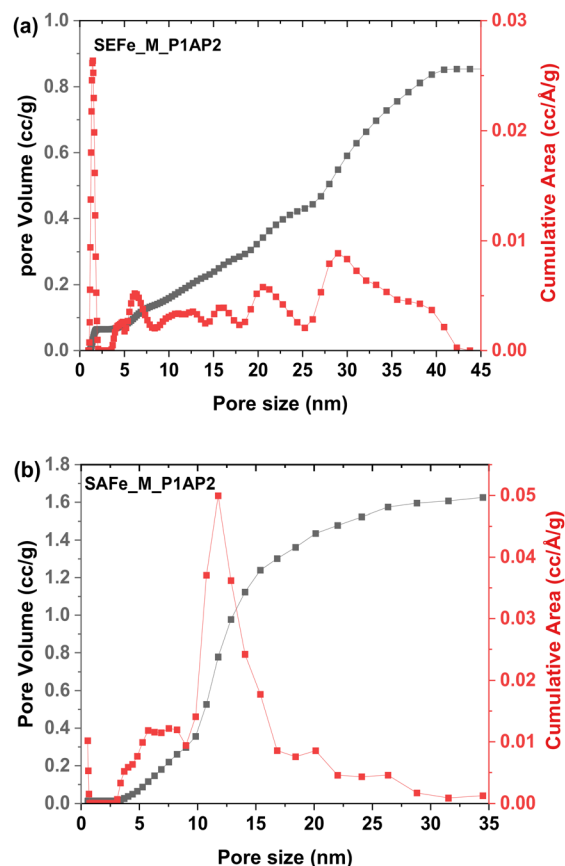 (a)
SEFe_M_P1AP2
pore Volume (cc/g)
1.0
0.8
0.6
0.4
0.2
0.0
0.03
0.02
0.01
0.00
Cumulative Area (cc/Å/g)
0 5 10 15 20 25 30 35 40 45
Pore size (nm)
(b)
SAFe_M_P1AP2
Pore Volume (cc/g)
1.8
1.6
1.4
1.2
1.0
0.8
0.6
0.4
0.2
0.0
0.05
0.04
0.03
0.02
0.01
0.00
Cumulative Area (cc/Å/g)
0 5 10 15 20 25 30 35
Pore size (nm)